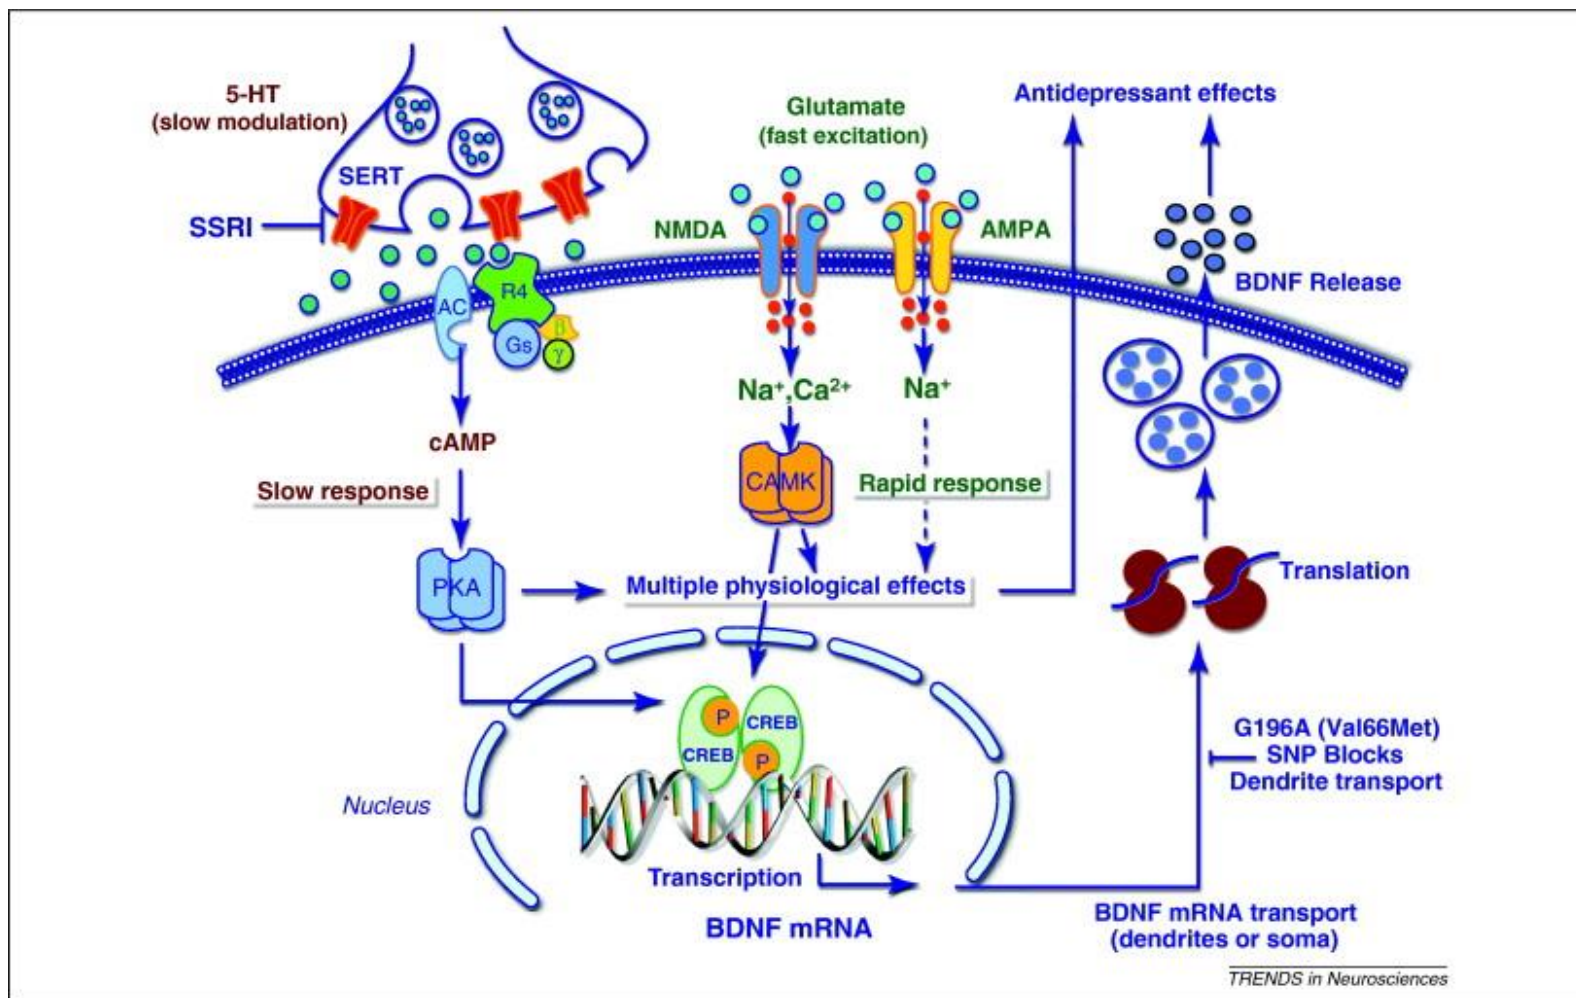 5-HT
(slow modulation)
SERT
SSRI
Glutamate
(fast excitation)
NMDA
AMPA
Antidepressant effects
BDNF Release
AC
R4
Gs
β
γ
Na⁺,Ca²⁺
Na⁺
cAMP
CAMK
Slow response
Rapid response
PKA
Multiple physiological effects
Translation
P
CREB
CREB
P
G196A (Val66Met)
SNP Blocks
Dendrite transport
Nucleus
Transcription
BDNF mRNA
BDNF mRNA transport
(dendrites or soma)
TRENDS in Neurosciences